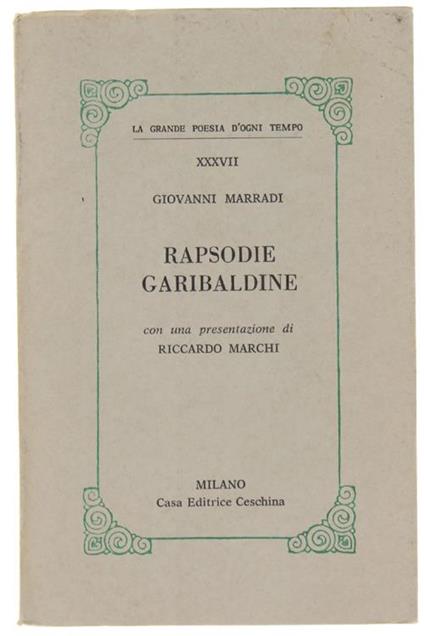 LA GRANDE POESIA D'OGNI TEMPO
XXXVII
GIOVANNI MARRADI
RAPSODIE
GARIBALDINE
con una presentazione di
RICCARDO MARCHI
MILANO
Casa Editrice Ceschina